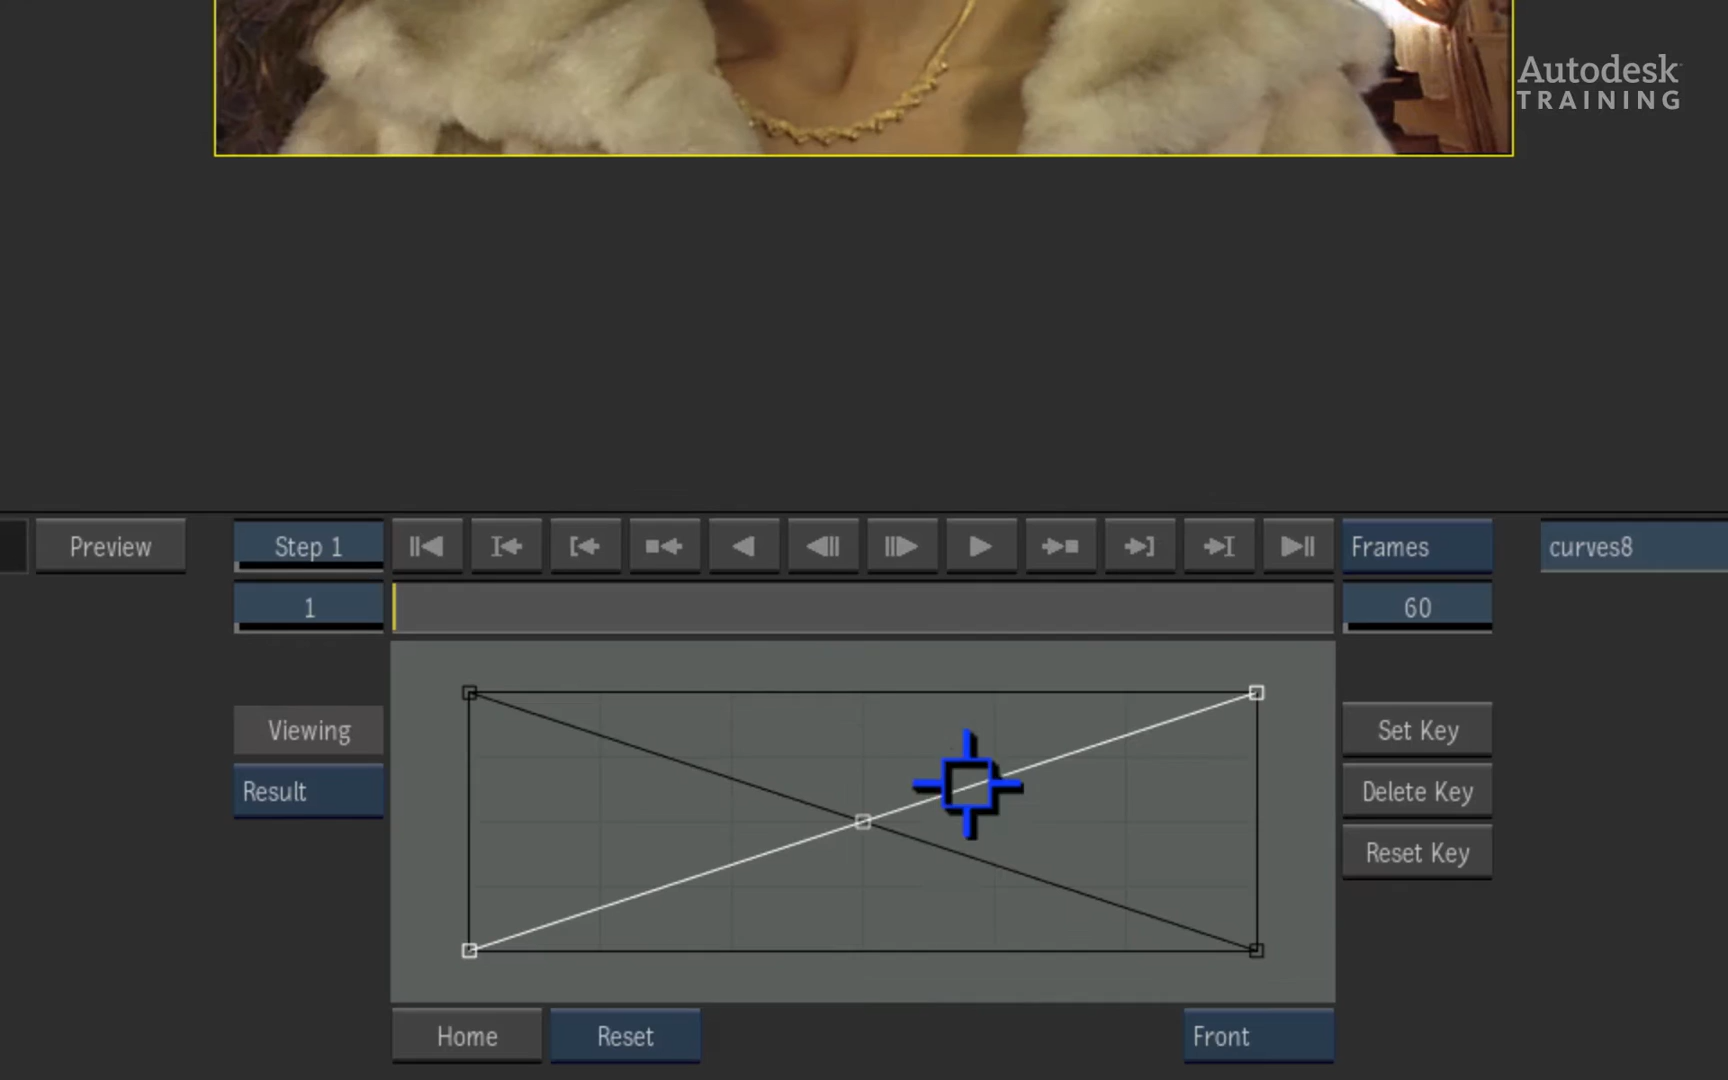 Autodesk
TRAINING
Preview
Step 1
Frames
curves8
1
60
Viewing
Result
Set Key
Delete Key
Reset Key
Home
Reset
Front